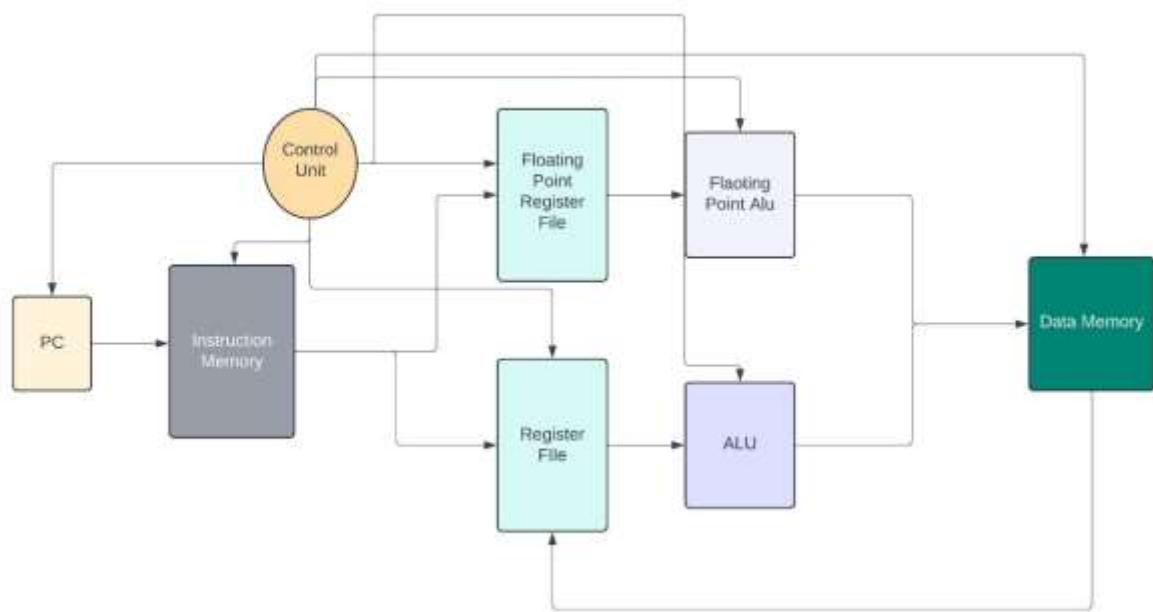 Control
Unit
Floating
Point
Register
File
Flaoting
Point Alu
PC
Instruction
Memory
Data Memory
Register
FIle
ALU